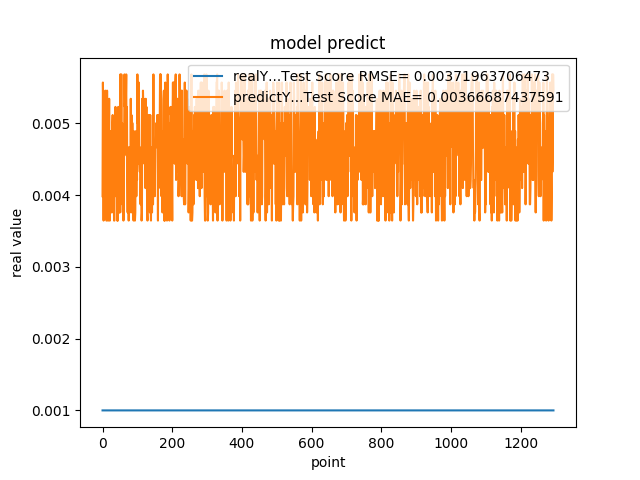 model predict
realY...Test Score RMSE= 0.00371963706473
predictY...Test Score MAE= 0.00366687437591
0.005
0.004
0.003
0.002
0.001
real value
0 200 400 600 800 1000 1200
point